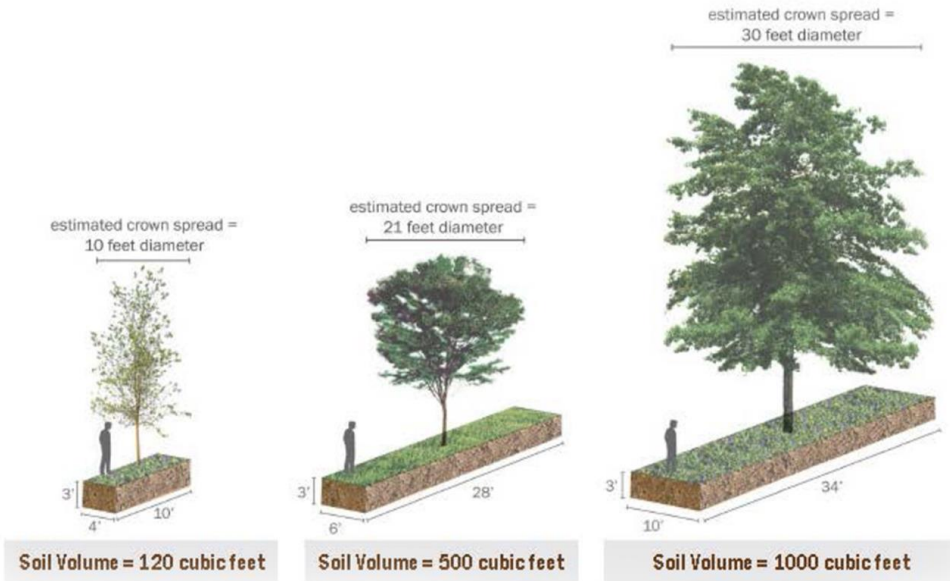 estimated crown spread =
10 feet diameter
3'
4'
10'
Soil Volume = 120 cubic feet
estimated crown spread =
21 feet diameter
3'
6'
28'
Soil Volume = 500 cubic feet
estimated crown spread =
30 feet diameter
3'
10'
34'
Soil Volume = 1000 cubic feet